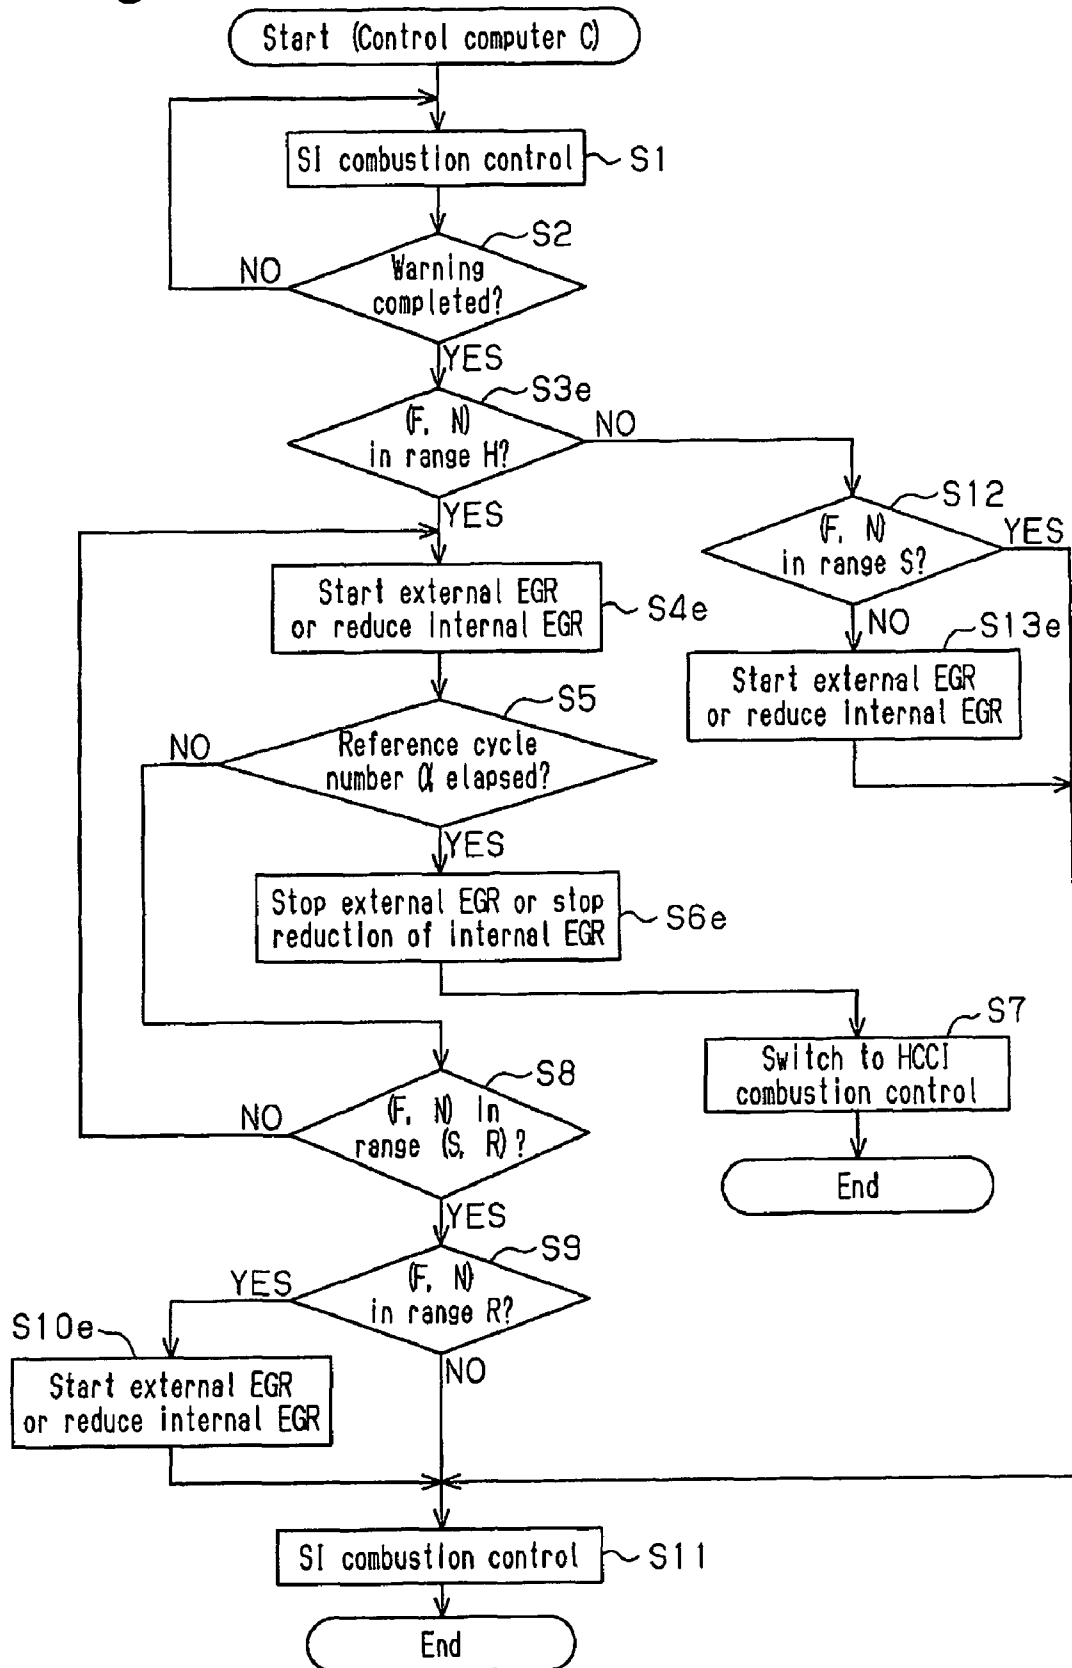 Start (Control computer C)
SI combustion control
S1
S2
Warning
completed?
NO
YES
S3e
(F, N)
in range H?
NO
YES
S12
(F, N)
in range S?
YES
NO
Start external EGR
or reduce internal EGR
S4e
S13e
Start external EGR
or reduce internal EGR
S5
Reference cycle
number α elapsed?
NO
YES
Stop external EGR or stop
reduction of internal EGR
S6e
S7
Switch to HCCI
combustion control
End
S8
(F, N) in
range (S, R)?
NO
YES
S9
(F, N)
in range R?
YES
NO
S10e
Start external EGR
or reduce internal EGR
SI combustion control
S11
End